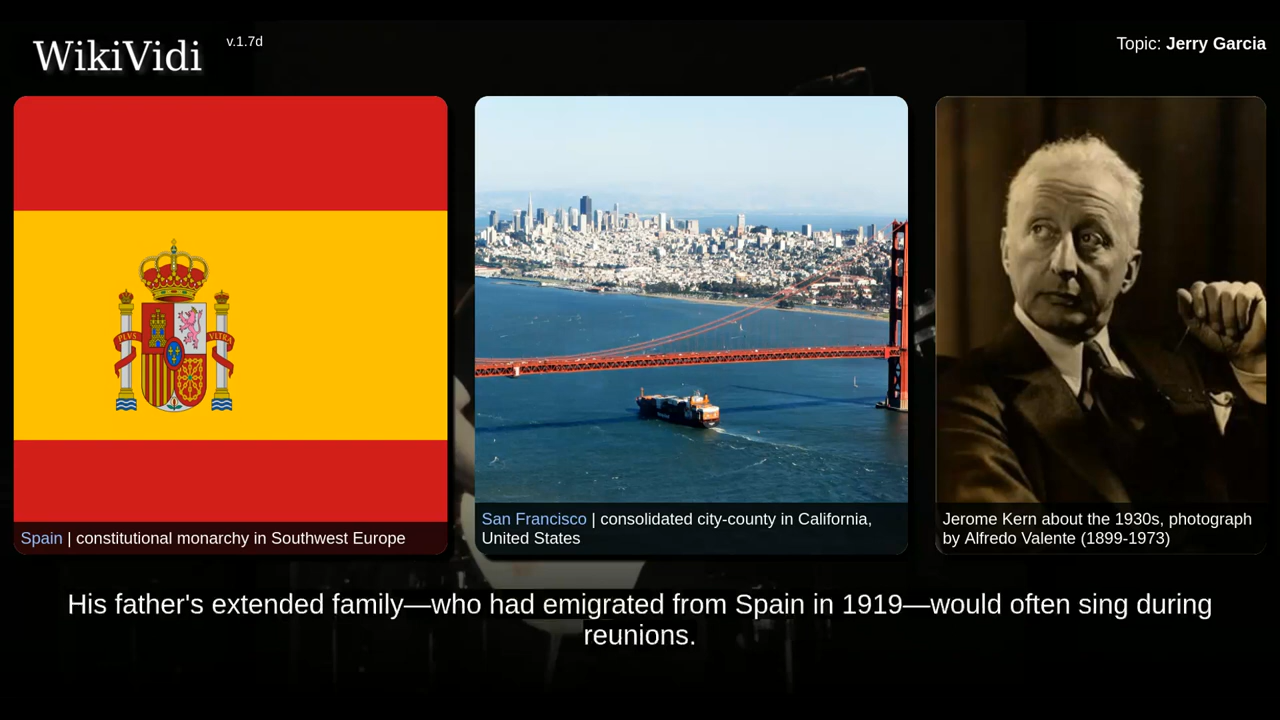 WikiVidi
v.1.7d
Topic: Jerry Garcia
PLVS
VLTRA
Spain | constitutional monarchy in Southwest Europe
San Francisco | consolidated city-county in California,
United States
Jerome Kern about the 1930s, photograph
by Alfredo Valente (1899-1973)
His father's extended family—who had emigrated from Spain in 1919—would often sing during
reunions.